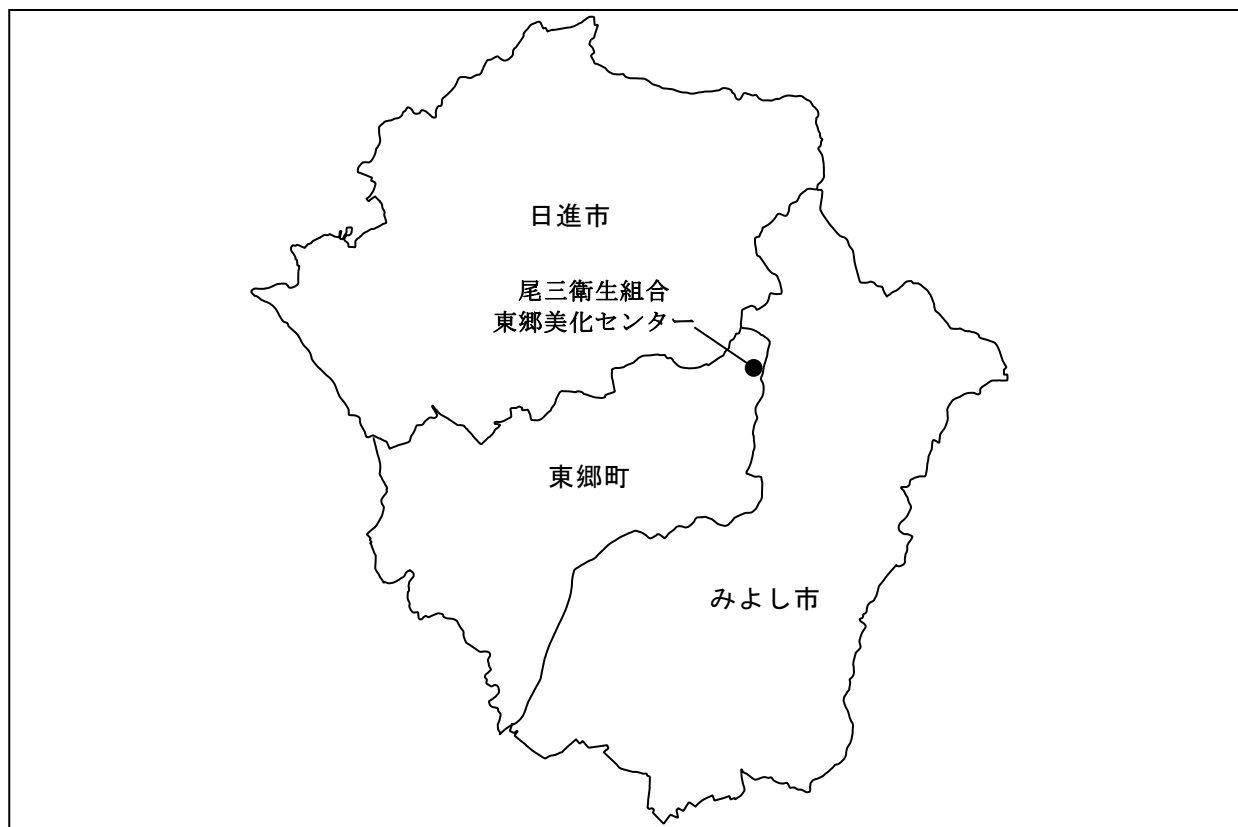 日進市
尾三衛生組合
東郷美化センター
東郷町
みよし市